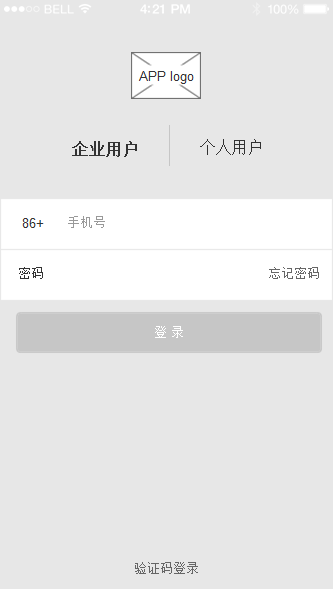 BELL 4:21 PM 100%
APP logo
企业用户 个人用户
86+ 手机号
密码 忘记密码
登 录
验证码登录